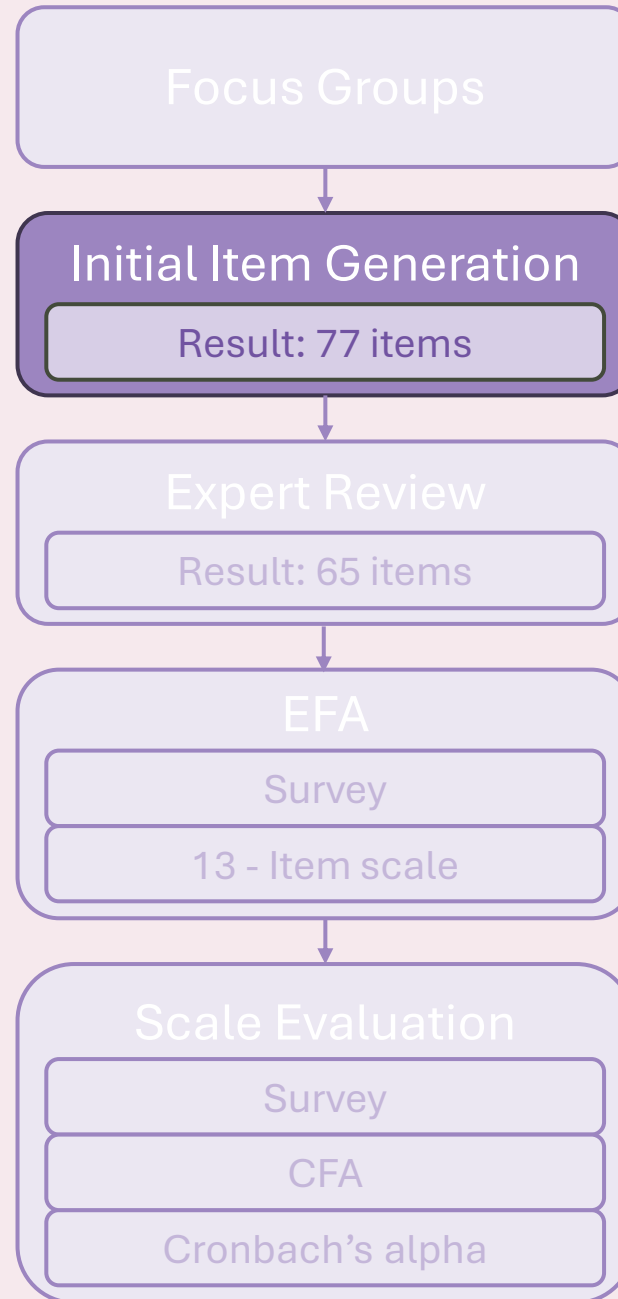 Focus Groups
Initial Item Generation
Result: 77 items
Expert Review
Result: 65 items
EFA
Survey
13 - Item scale
Scale Evaluation
Survey
CFA
Cronbach’s alpha